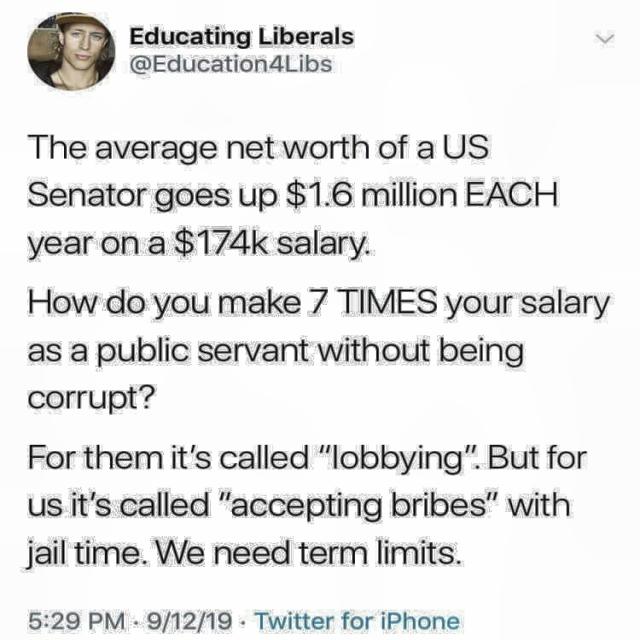 Educating Liberals
@Education4Libs
The average net worth of a US
Senator goes up $1.6 million EACH
year on a $174k salary.
How do you make 7 TIMES your salary
as a public servant without being
corrupt?
For them it's called "lobbying". But for
us it's called "accepting bribes" with
jail time. We need term limits.
5:29 PM · 9/12/19 · Twitter for iPhone